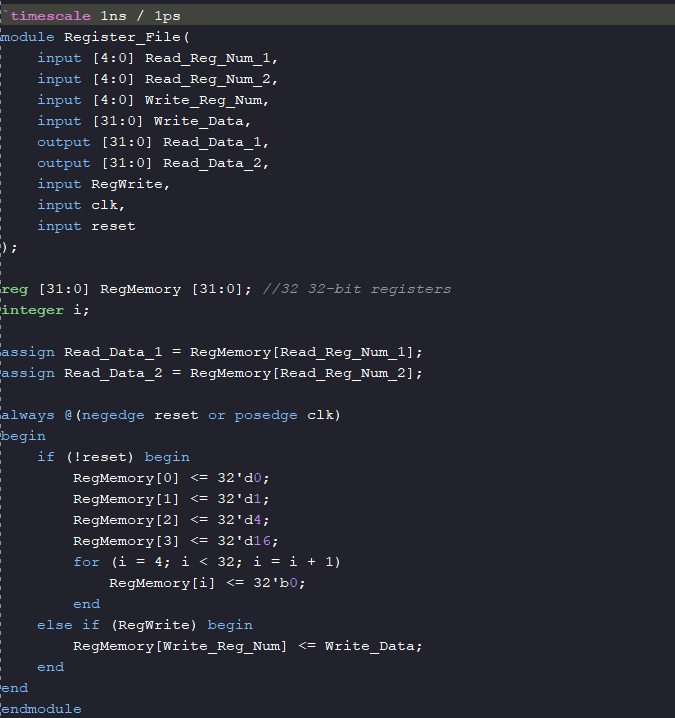 `timescale 1ns / 1ps
module Register_File(
    input [4:0] Read_Reg_Num_1,
    input [4:0] Read_Reg_Num_2,
    input [4:0] Write_Reg_Num,
    input [31:0] Write_Data,
    output [31:0] Read_Data_1,
    output [31:0] Read_Data_2,
    input RegWrite,
    input clk,
    input reset
);

reg [31:0] RegMemory [31:0]; //32 32-bit registers
integer i;

assign Read_Data_1 = RegMemory[Read_Reg_Num_1];
assign Read_Data_2 = RegMemory[Read_Reg_Num_2];

always @(negedge reset or posedge clk)
begin
    if (!reset) begin
        RegMemory[0] <= 32'd0;
        RegMemory[1] <= 32'd1;
        RegMemory[2] <= 32'd4;
        RegMemory[3] <= 32'd16;
        for (i = 4; i < 32; i = i + 1)
            RegMemory[i] <= 32'b0;
        end
    else if (RegWrite) begin
        RegMemory[Write_Reg_Num] <= Write_Data;
    end
end
endmodule